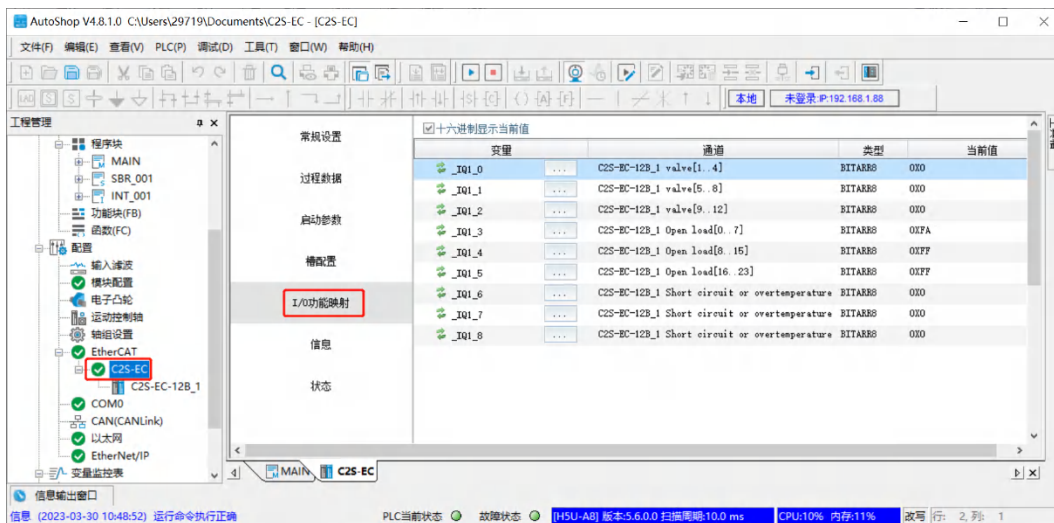 AutoShop V4.8.1.0 C:\Users\29719\Documents\C2S-EC - [C2S-EC]
文件(F) 编辑(E) 查看(V) PLC(P) 调试(D) 工具(T) 窗口(W) 帮助(H)
本地 未登录:IP:192.168.1.88
工程管理
程序块
MAIN
SBR_001
INT_001
功能块(FB)
函数(FC)
配置
输入滤波
模块配置
电子凸轮
运动控制轴
轴组设置
EtherCAT
C2S-EC
C2S-EC-12B_1
COM0
CAN(CANLink)
以太网
EtherNet/IP
变量监控表
常规设置
过程数据
启动参数
槽配置
I/O功能映射
信息
状态
十六进制显示当前值
变量 通道 类型 当前值
_IQ1_0 ... C2S-EC-12B_1 valve[1..4] BITARR8 0X0
_IQ1_1 ... C2S-EC-12B_1 valve[5..8] BITARR8 0X0
_IQ1_2 ... C2S-EC-12B_1 valve[9..12] BITARR8 0X0
_IQ1_3 ... C2S-EC-12B_1 Open load[0..7] BITARR8 0XFA
_IQ1_4 ... C2S-EC-12B_1 Open load[8..15] BITARR8 0XFF
_IQ1_5 ... C2S-EC-12B_1 Open load[16..23] BITARR8 0XFF
_IQ1_6 ... C2S-EC-12B_1 Short circuit or overtemperature BITARR8 0X0
_IQ1_7 ... C2S-EC-12B_1 Short circuit or overtemperature BITARR8 0X0
_IQ1_8 ... C2S-EC-12B_1 Short circuit or overtemperature BITARR8 0X0
MAIN C2S-EC
信息输出窗口
信息 (2023-03-30 10:48:52) 运行命令执行正确 PLC当前状态 故障状态 [H5U-A8] 版本:5.6.0.0 扫描周期:10.0 ms CPU:10% 内存:11% 改写 行: 2, 列: 1